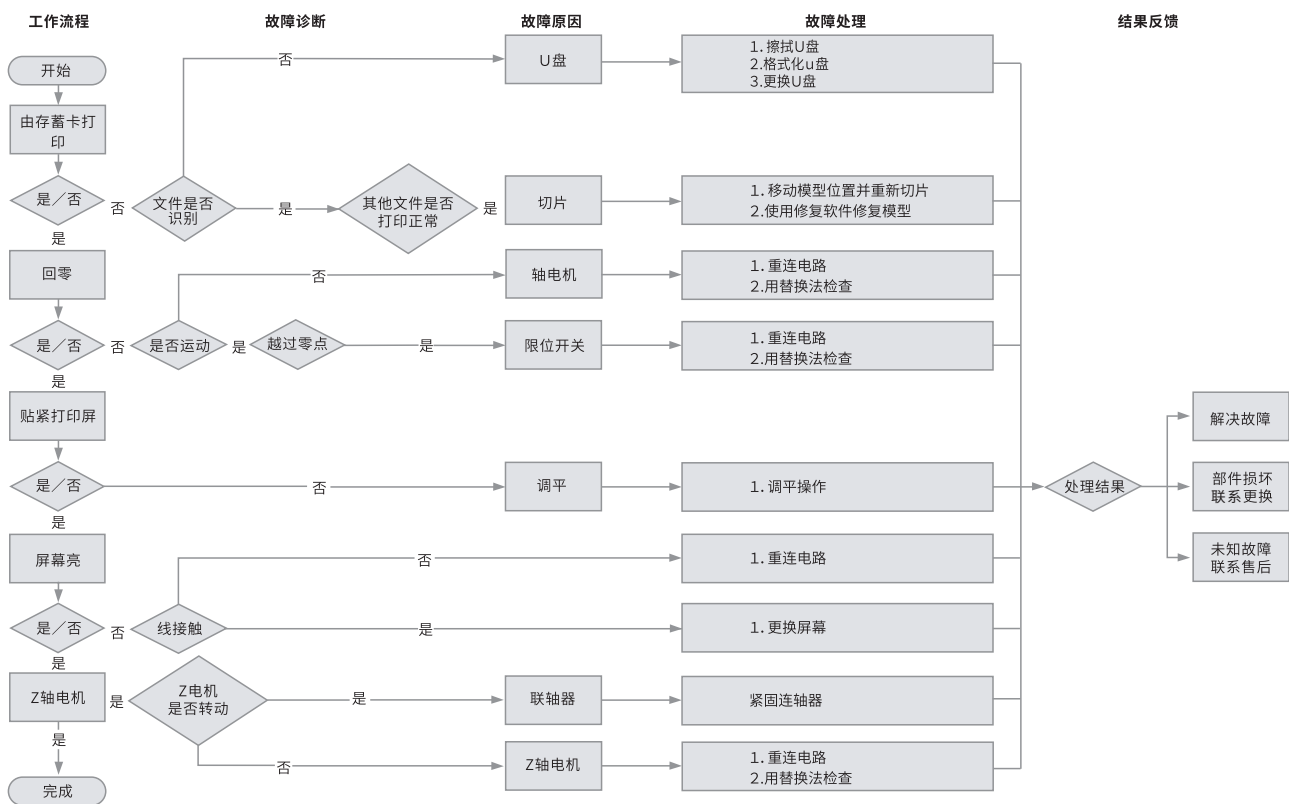 工作流程
故障诊断
故障原因
故障处理
结果反馈
开始
否
U盘
1. 擦拭U盘
2.格式化u盘
3.更换U盘
由存蓄卡打
印
是／否
否
文件是否
识别
是
其他文件是否
打印正常
是
切片
1. 移动模型位置并重新切片
2.使用修复软件修复模型
是
回零
否
轴电机
1. 重连电路
2.用替换法检查
是／否
否
是否运动
是
越过零点
是
限位开关
1. 重连电路
2.用替换法检查
是
贴紧打印屏
解决故障
是／否
否
调平
1. 调平操作
处理结果
部件损坏
联系更换
是
屏幕亮
否
1. 重连电路
未知故障
联系售后
是／否
否
线接触
是
1. 更换屏幕
是
Z轴电机
是
Z电机
是否转动
是
联轴器
紧固连轴器
是
否
Z轴电机
1. 重连电路
2.用替换法检查
完成